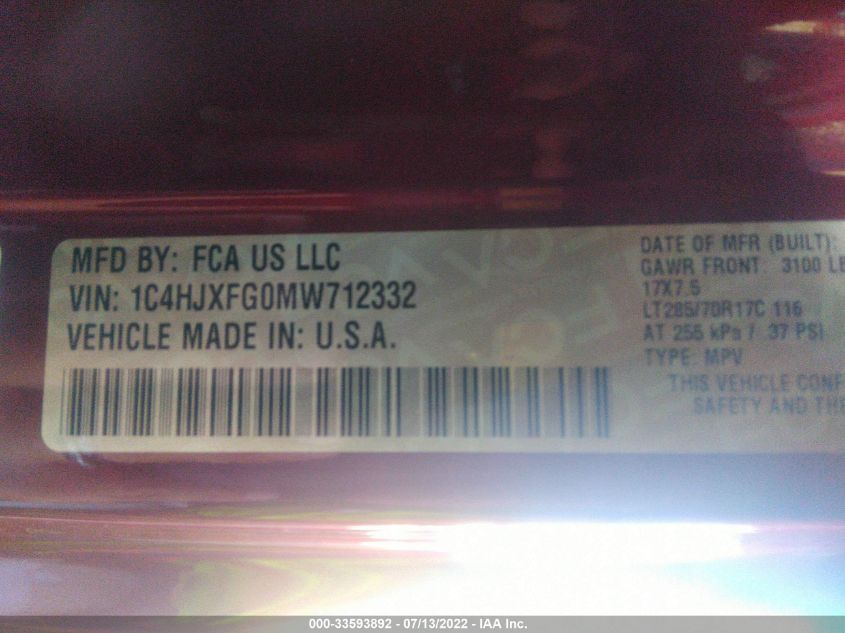 MFD BY: FCA US LLC
VIN: 1C4HJXFG0MW712332
VEHICLE MADE IN: U.S.A.
DATE OF MFR (BUILT):
GAWR FRONT: 3100 LB
17X7.5
LT285/70R17C 116
AT 255 kPa / 37 PSI
TYPE: MPV
THIS VEHICLE CONF
SAFETY AND THE
000-33593892 - 07/13/2022 - IAA Inc.